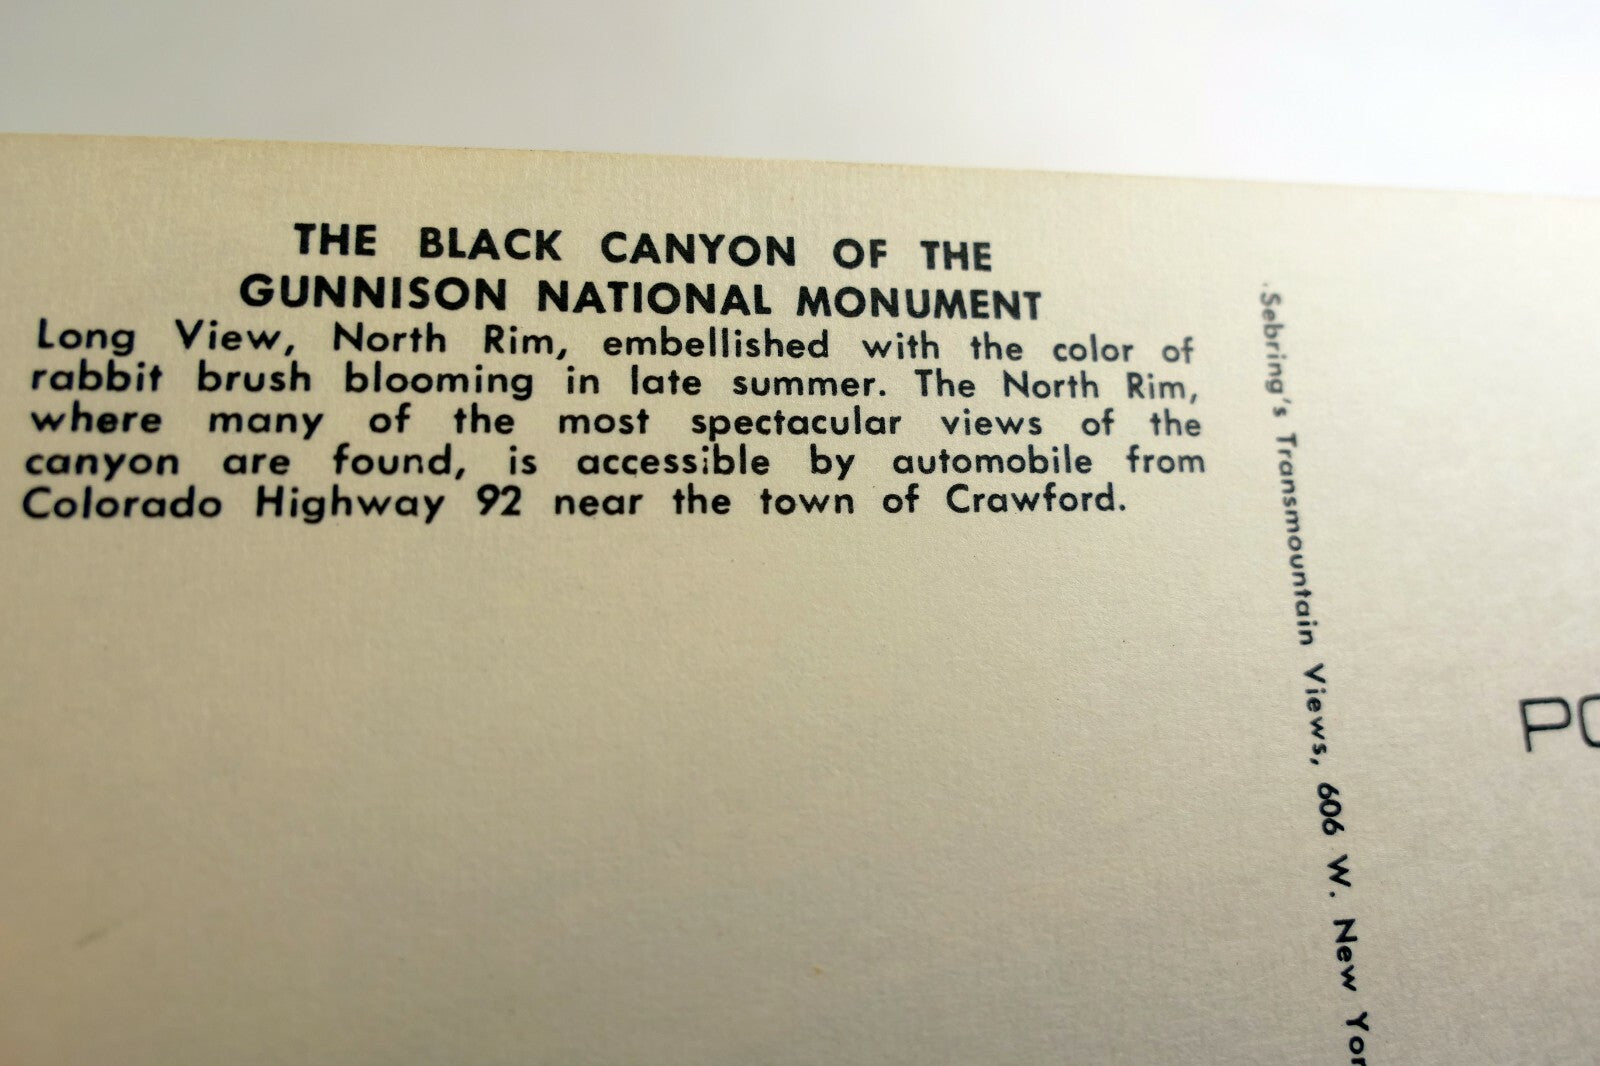 THE BLACK CANYON OF THE
GUNNISON NATIONAL MONUMENT
Long View, North Rim, embellished with the color of
rabbit brush blooming in late summer. The North Rim,
where many of the most spectacular views of the
canyon are found, is accessible by automobile from
Colorado Highway 92 near the town of Crawford.
Sebring's Transmountain Views, 606 W. New Yor
PO